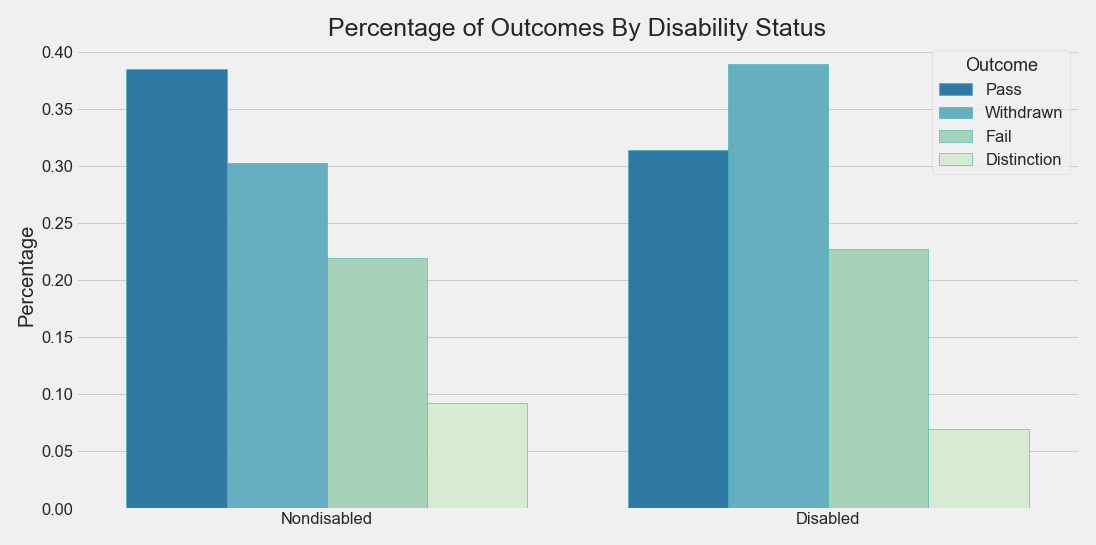 Percentage of Outcomes By Disability Status
Percentage
0.40
0.35
0.30
0.25
0.20
0.15
0.10
0.05
0.00
Nondisabled
Disabled
Outcome
Pass
Withdrawn
Fail
Distinction